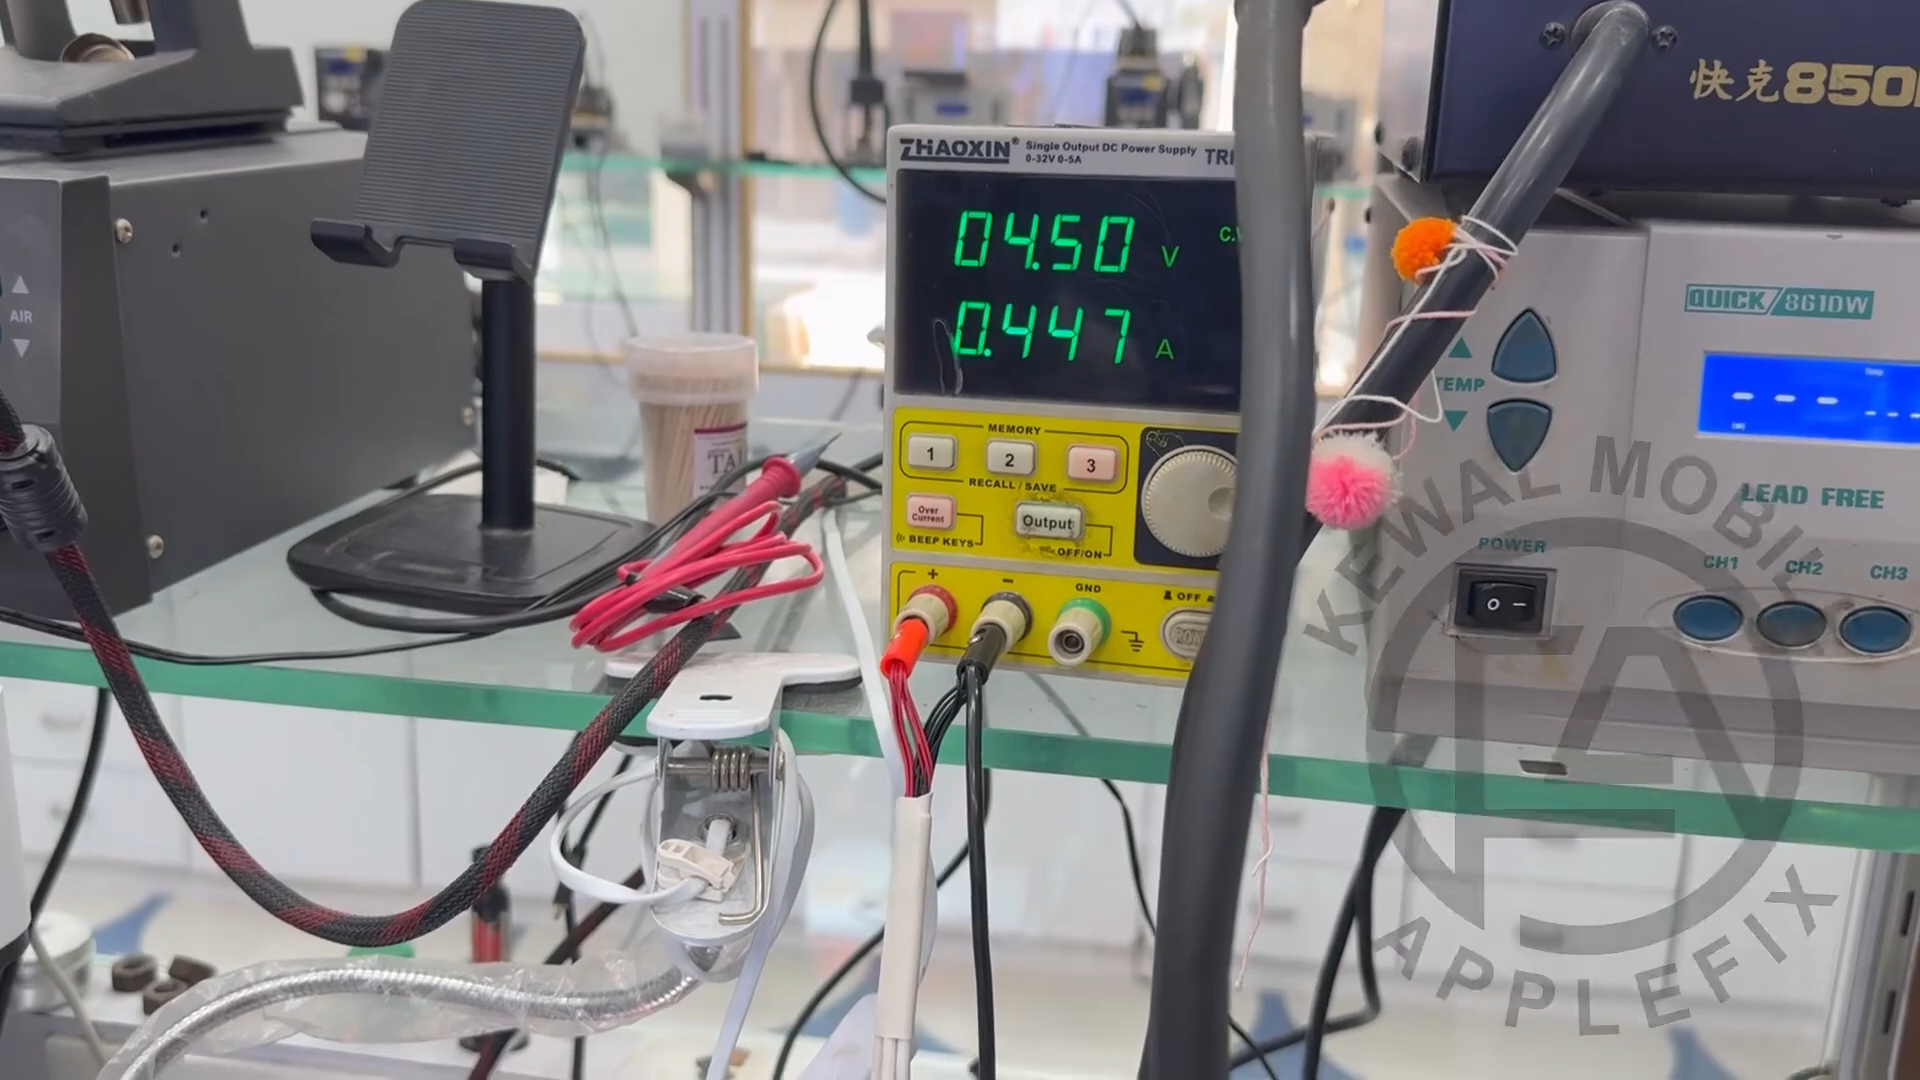 AIR
ZHAOXIN® Single Output DC Power Supply
0-32V 0-5A
04.50 V
0.447 A
MEMORY
1 2 3
RECALL / SAVE
Over Current
Output
BEEP KEYS
OFF/ON
+ - GND
OFF
快克850
QUICK 861DW
TEMP
LEAD FREE
POWER
CH1 CH2 CH3
KEWAL MOBILE
APPLEFIX